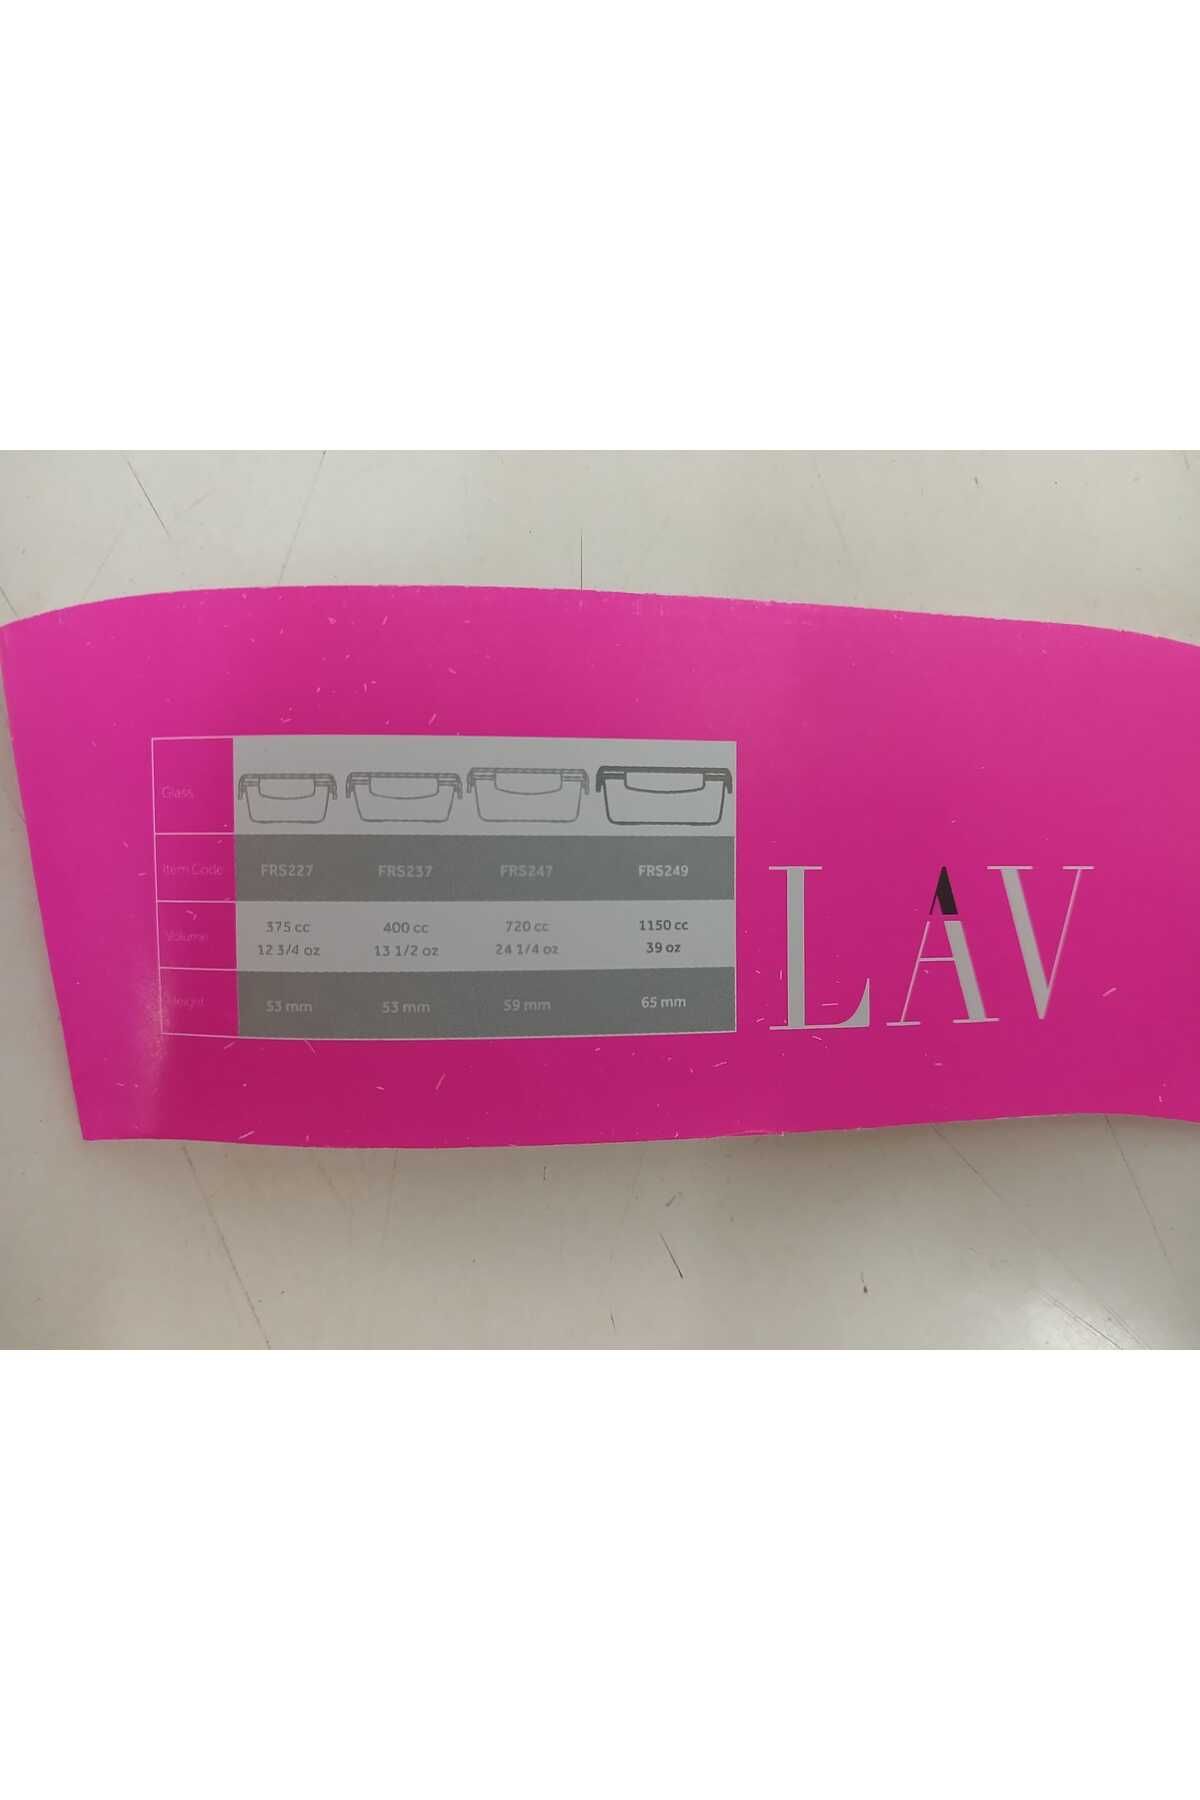 Glass
Item Code FRS227 FRS237 FRS247 FRS249
Volume 375 cc 400 cc 720 cc 1150 cc
12 3/4 oz 13 1/2 oz 24 1/4 oz 39 oz
Height 53 mm 53 mm 59 mm 65 mm
LAV